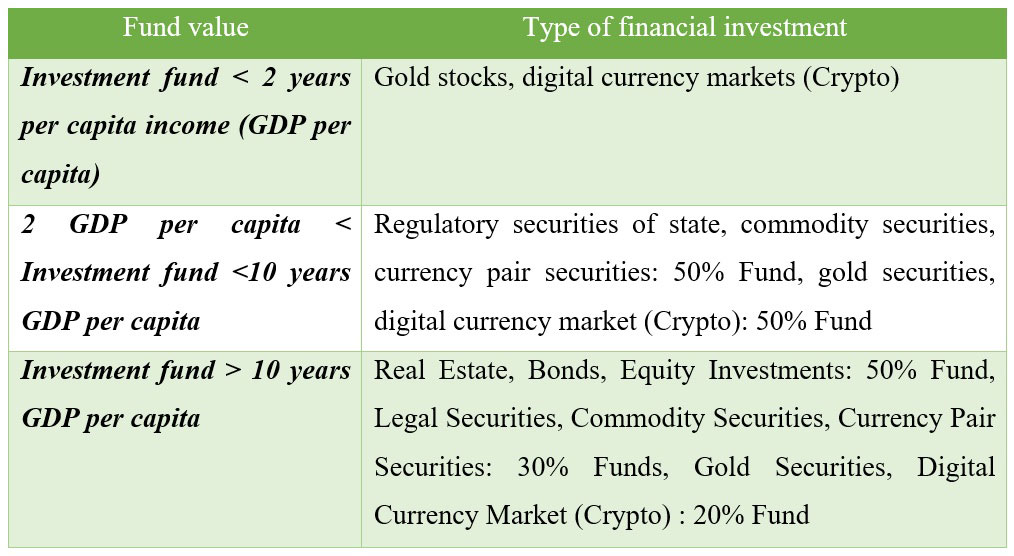 Fund value
Type of financial investment
Investment fund < 2 years
per capita income (GDP per
capita)
Gold stocks, digital currency markets (Crypto)
2 GDP per capita <
Investment fund <10 years
GDP per capita
Regulatory securities of state, commodity securities,
currency pair securities: 50% Fund, gold securities,
digital currency market (Crypto): 50% Fund
Investment fund > 10 years
GDP per capita
Real Estate, Bonds, Equity Investments: 50% Fund,
Legal Securities, Commodity Securities, Currency Pair
Securities: 30% Funds, Gold Securities, Digital
Currency Market (Crypto) : 20% Fund